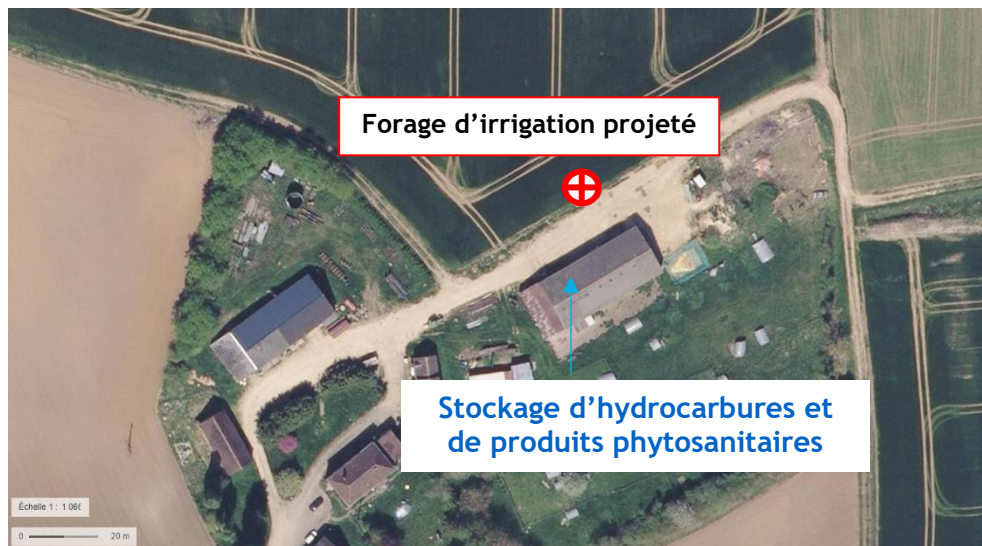 Forage d’irrigation projeté
Stockage d’hydrocarbures et
de produits phytosanitaires
Échelle 1 : 1 066
0 20 m